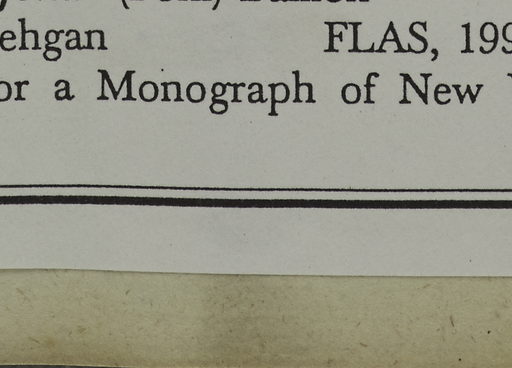 ehgan FLAS, 199
or a Monograph of New